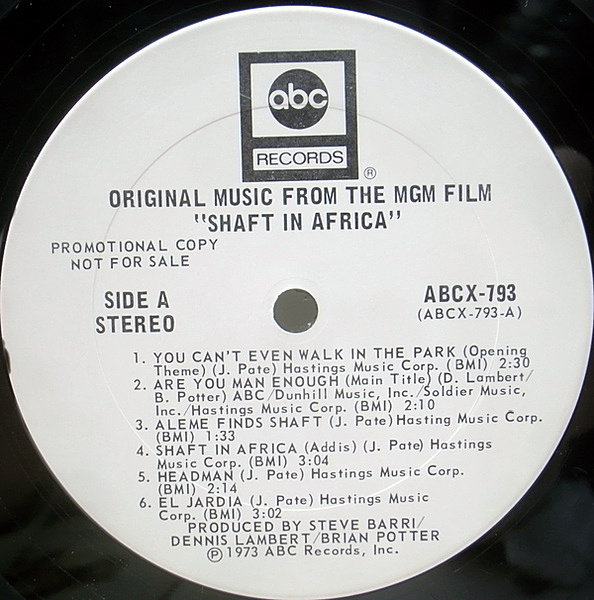 abc
RECORDS
®
ORIGINAL MUSIC FROM THE MGM FILM
"SHAFT IN AFRICA"
PROMOTIONAL COPY
NOT FOR SALE
SIDE A
STEREO
ABCX-793
(ABCX-793-A)
1. YOU CAN'T EVEN WALK IN THE PARK (Opening
Theme) (J. Pate) Hastings Music Corp. (BMI) 2:30
2. ARE YOU MAN ENOUGH (Main Title) (D. Lambert/
B. Potter) ABC/Dunhill Music, Inc./Soldier Music,
Inc./Hastings Music Corp. (BMI) 2:10
3. ALEME FINDS SHAFT (J. Pate)Hasting Music Corp.
(BMI) 1:33
4. SHAFT IN AFRICA (Addis) (J. Pate) Hastings
Music Corp. (BMI) 3:04
5. HEADMAN (J. Pate) Hastings Music Corp.
(BMI) 2:14
6. EL JARDIA (J. Pate) Hastings Music
Corp. (BMI) 3:02
PRODUCED BY STEVE BARRI/
DENNIS LAMBERT/BRIAN POTTER
℗ 1973 ABC Records, Inc.